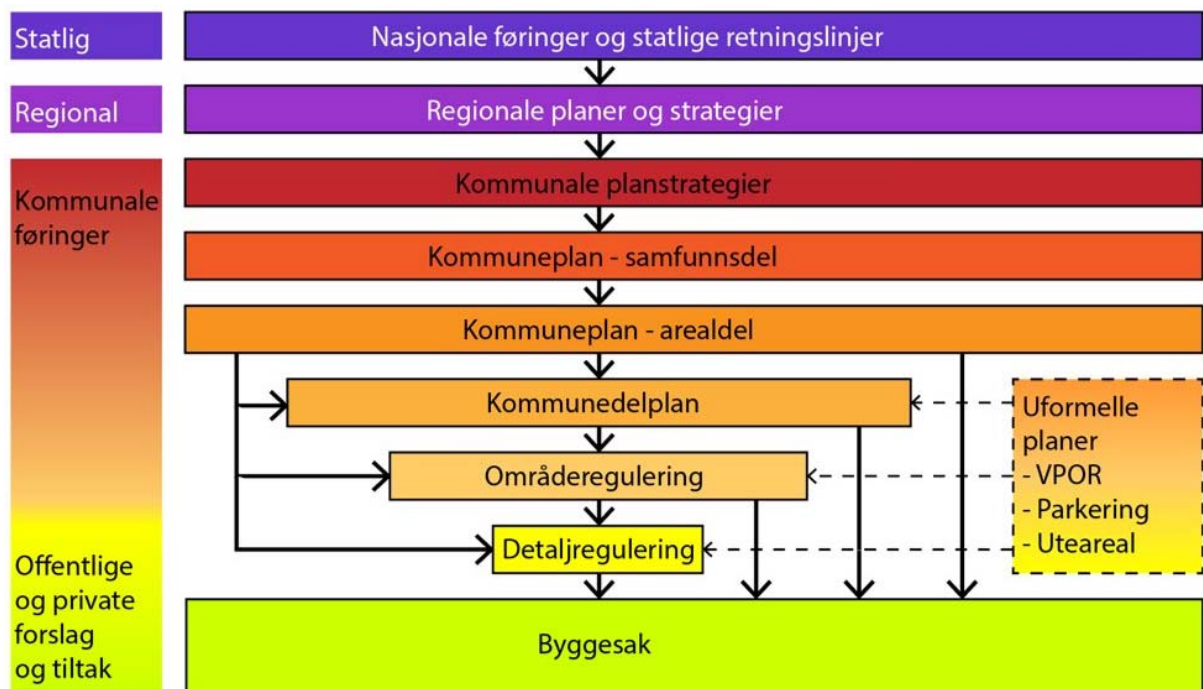 Statlig
Nasjonale føringer og statlige retningslinjer
Regional
Regionale planer og strategier
Kommunale
føringer
Kommunale planstrategier
Kommuneplan - samfunnsdel
Kommuneplan - arealdel
Kommunedelplan
Områderegulering
Detaljregulering
Uformelle
planer
- VPOR
- Parkering
- Uteareal
Offentlige
og private
forslag
og tiltak
Byggesak